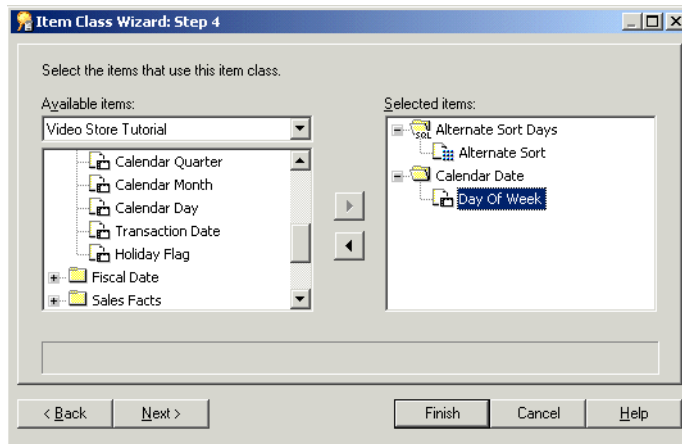 Item Class Wizard: Step 4
Select the items that use this item class.
Available items:
Video Store Tutorial
Calendar Quarter
Calendar Month
Calendar Day
Transaction Date
Holiday Flag
Fiscal Date
Sales Facts
Selected items:
SQL Alternate Sort Days
Alternate Sort
Calendar Date
Day Of Week
< Back
Next >
Finish
Cancel
Help